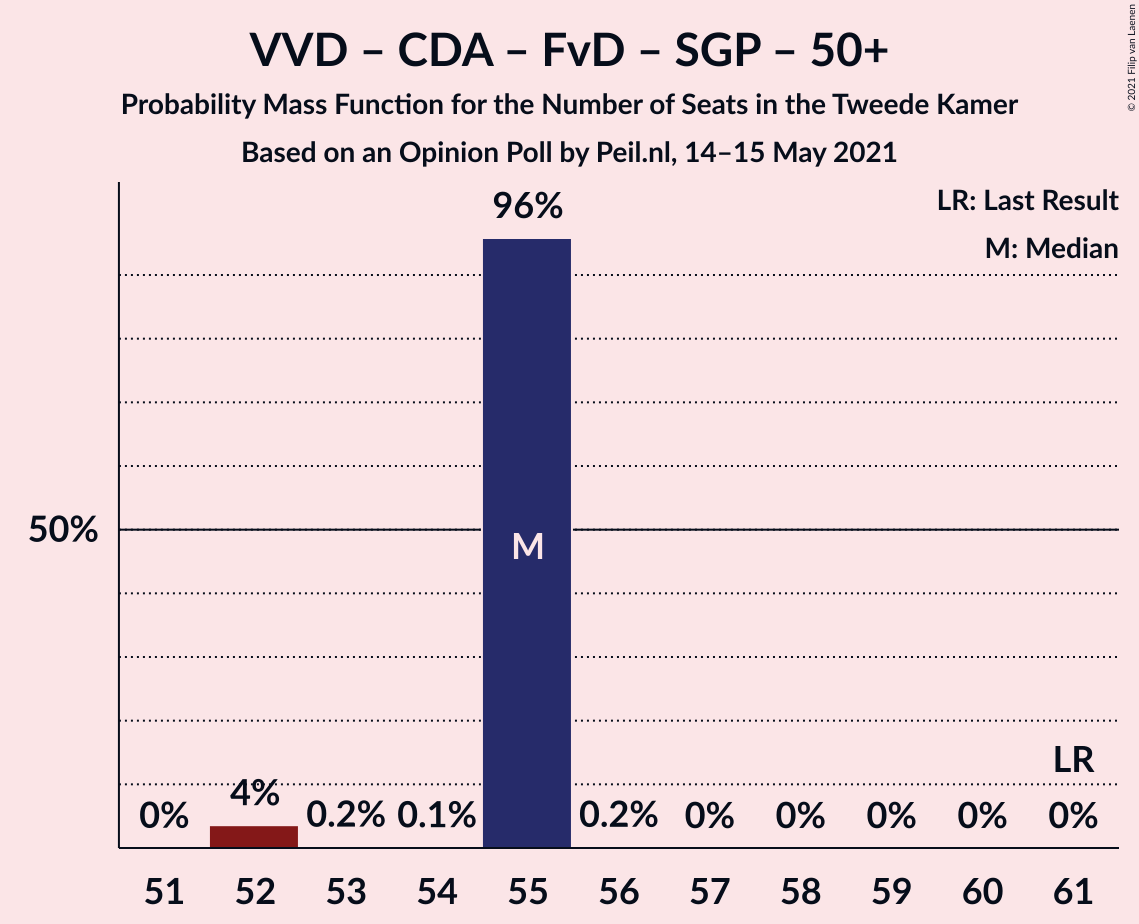 VVD – CDA – FvD – SGP – 50+
Probability Mass Function for the Number of Seats in the Tweede Kamer
Based on an Opinion Poll by Peil.nl, 14–15 May 2021
© 2021 Filip van Laenen
LR: Last Result
M: Median
96%
50%
M
LR
0% 4% 0.2% 0.1% 0.2% 0% 0% 0% 0% 0%
51 52 53 54 55 56 57 58 59 60 61